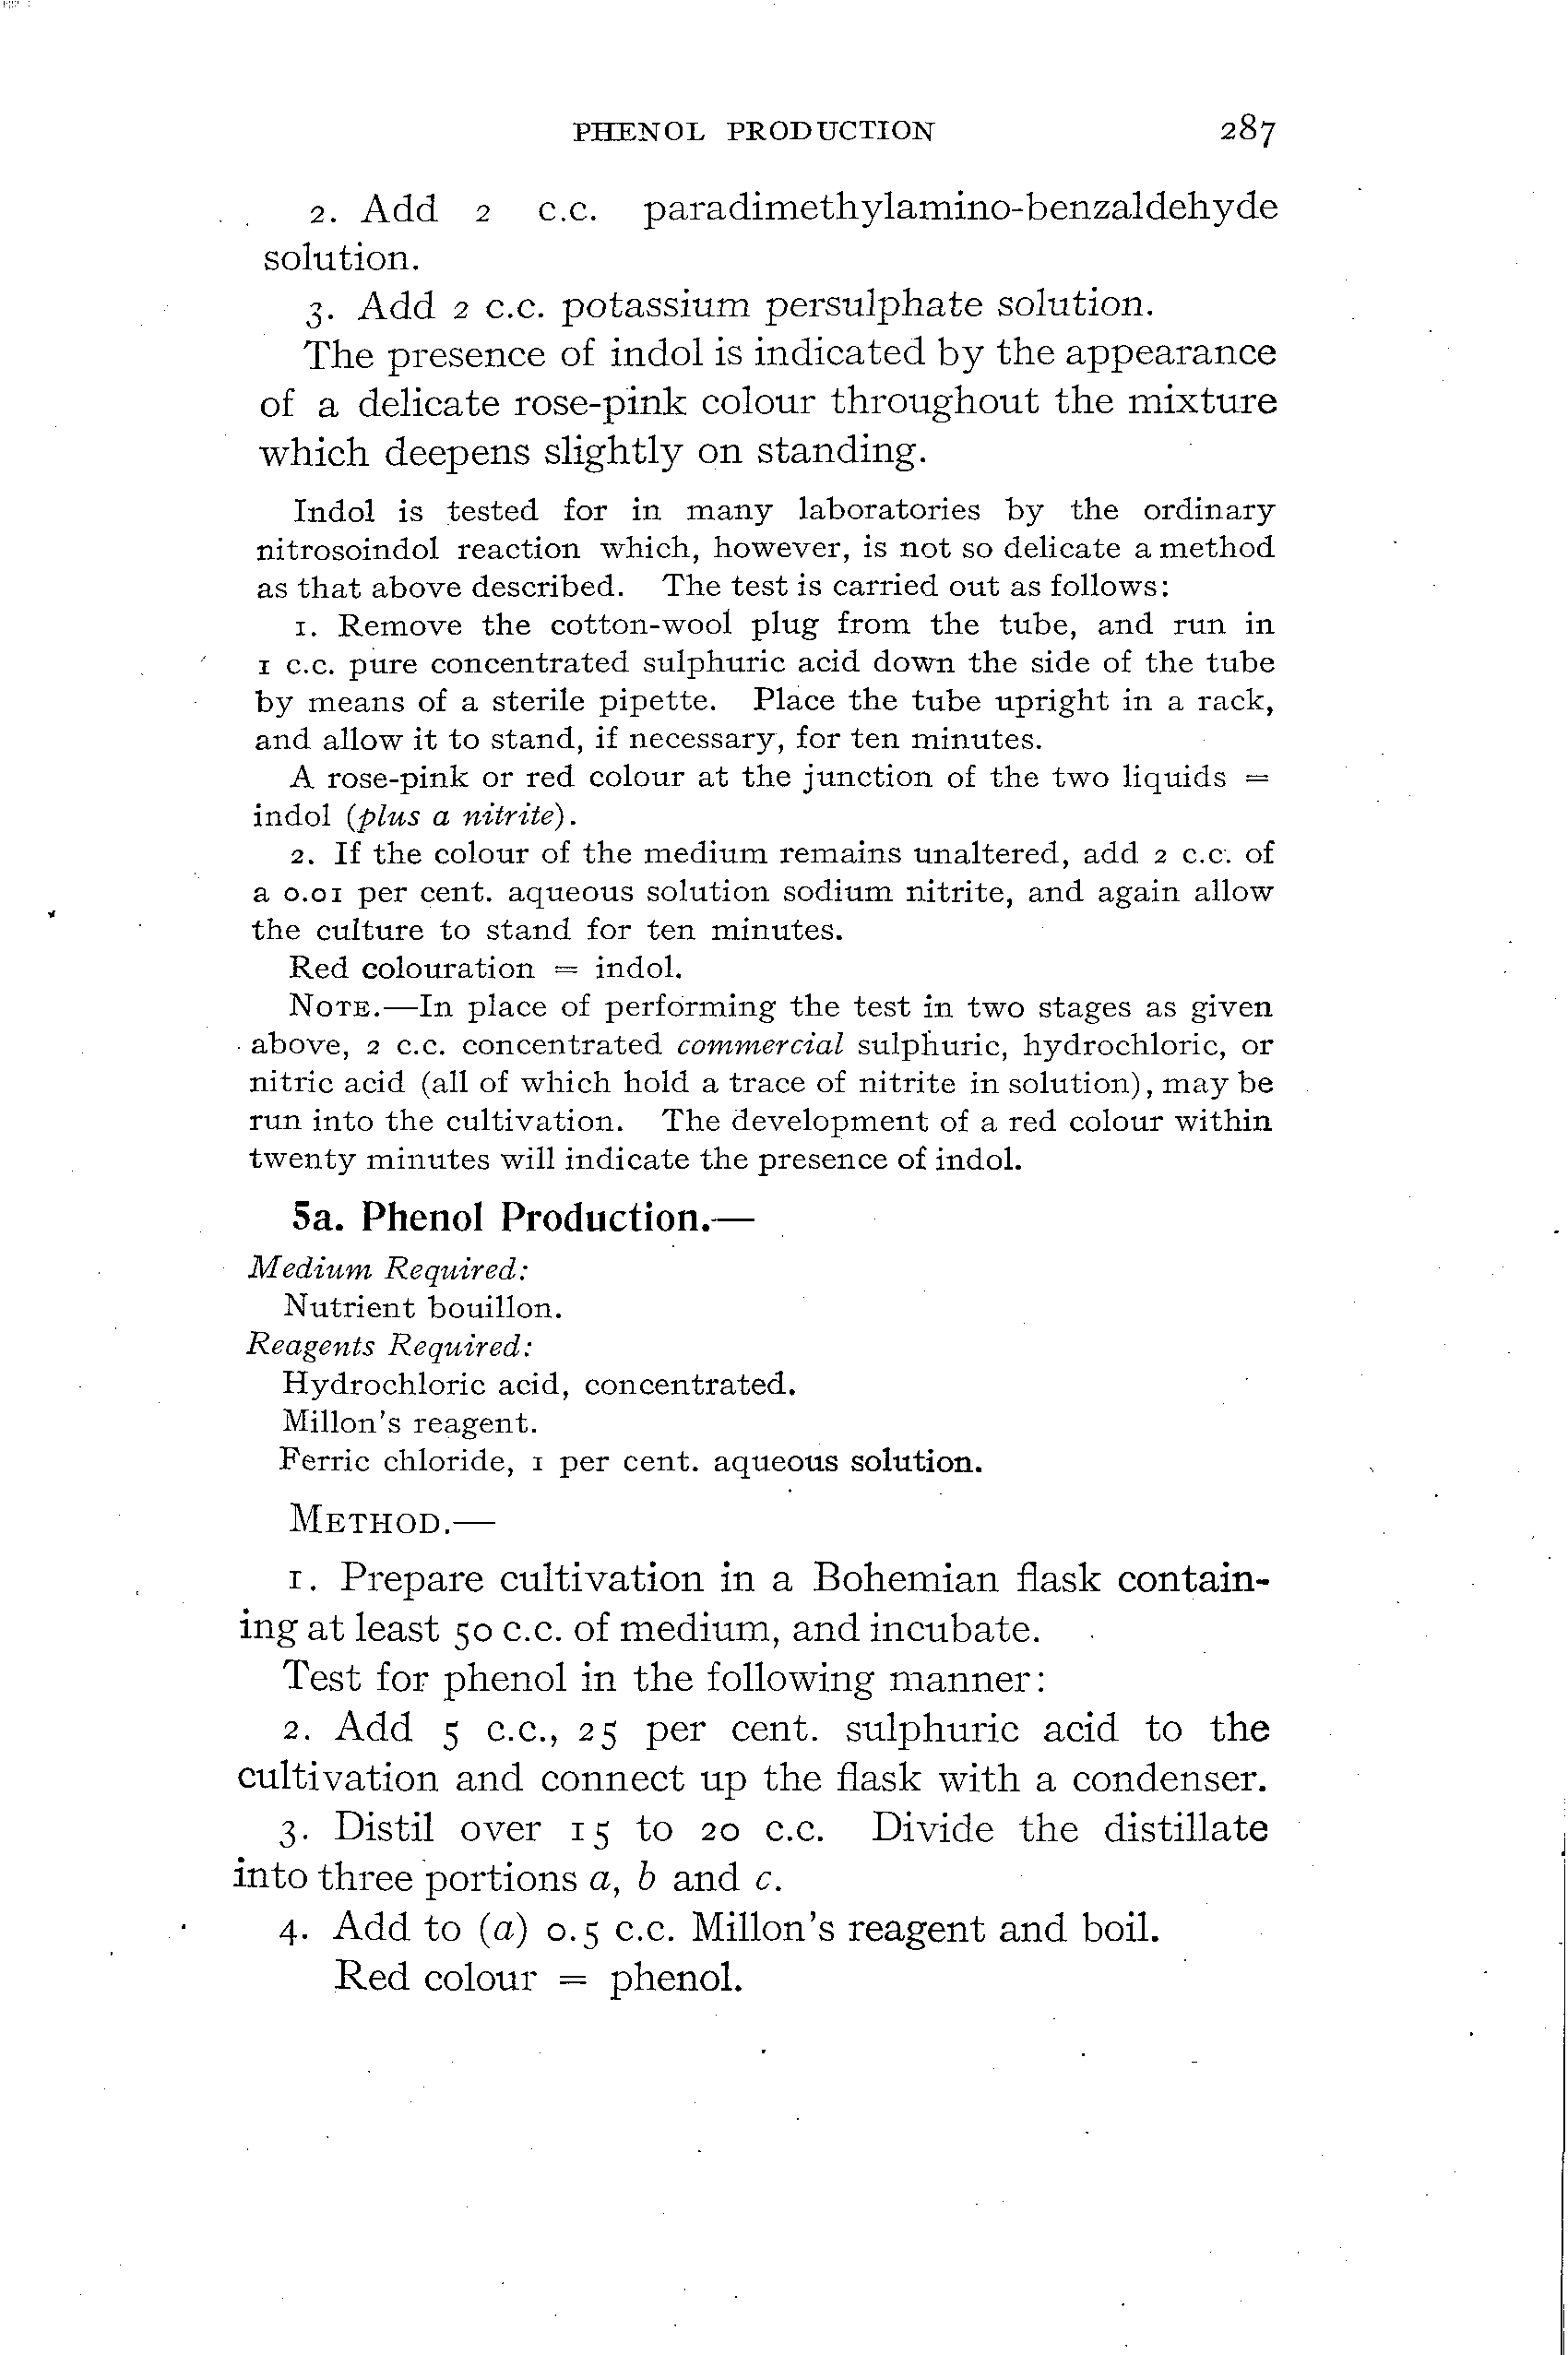 PHENOL PRODUCTION 287
2. Add 2 c.c. paradimethylamino-benzaldehyde
solution.
3. Add 2 c.c. potassium persulphate solution.
The presence of indol is indicated by the appearance
of a delicate rose-pink colour throughout the mixture
which deepens slightly on standing.
Indol is tested for in many laboratories by the ordinary
nitrosoindol reaction which, however, is not so delicate a method
as that above described. The test is carried out as follows:
1. Remove the cotton-wool plug from the tube, and run in
1 c.c. pure concentrated sulphuric acid down the side of the tube
by means of a sterile pipette. Place the tube upright in a rack,
and allow it to stand, if necessary, for ten minutes.
A rose-pink or red colour at the junction of the two liquids =
indol (plus a nitrite).
2. If the colour of the medium remains unaltered, add 2 c.c. of
a 0.01 per cent. aqueous solution sodium nitrite, and again allow
the culture to stand for ten minutes.
Red colouration = indol.
NOTE.—In place of performing the test in two stages as given
above, 2 c.c. concentrated commercial sulphuric, hydrochloric, or
nitric acid (all of which hold a trace of nitrite in solution), may be
run into the cultivation. The development of a red colour within
twenty minutes will indicate the presence of indol.
5a. Phenol Production.—
Medium Required:
Nutrient bouillon.
Reagents Required:
Hydrochloric acid, concentrated.
Millon's reagent.
Ferric chloride, 1 per cent. aqueous solution.
METHOD.—
1. Prepare cultivation in a Bohemian flask contain-
ing at least 50 c.c. of medium, and incubate.
Test for phenol in the following manner:
2. Add 5 c.c., 25 per cent. sulphuric acid to the
cultivation and connect up the flask with a condenser.
3. Distil over 15 to 20 c.c. Divide the distillate
into three portions a, b and c.
4. Add to (a) 0.5 c.c. Millon's reagent and boil.
Red colour = phenol.